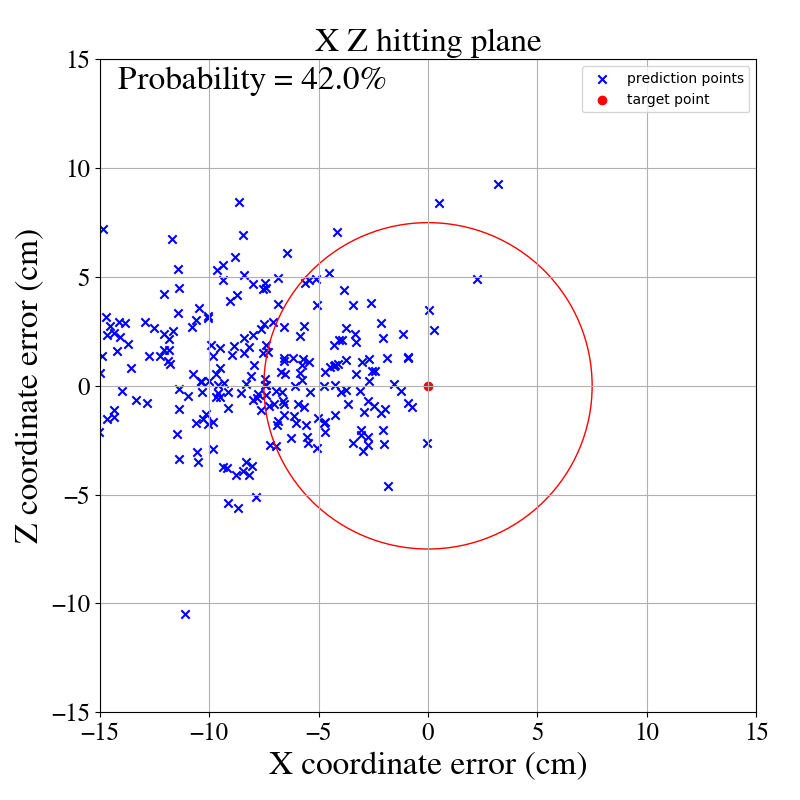 X Z hitting plane
Probability = 42.0%
prediction points
target point
15
10
5
0
−5
−10
−15
Z coordinate error (cm)
−15 −10 −5 0 5 10 15
X coordinate error (cm)